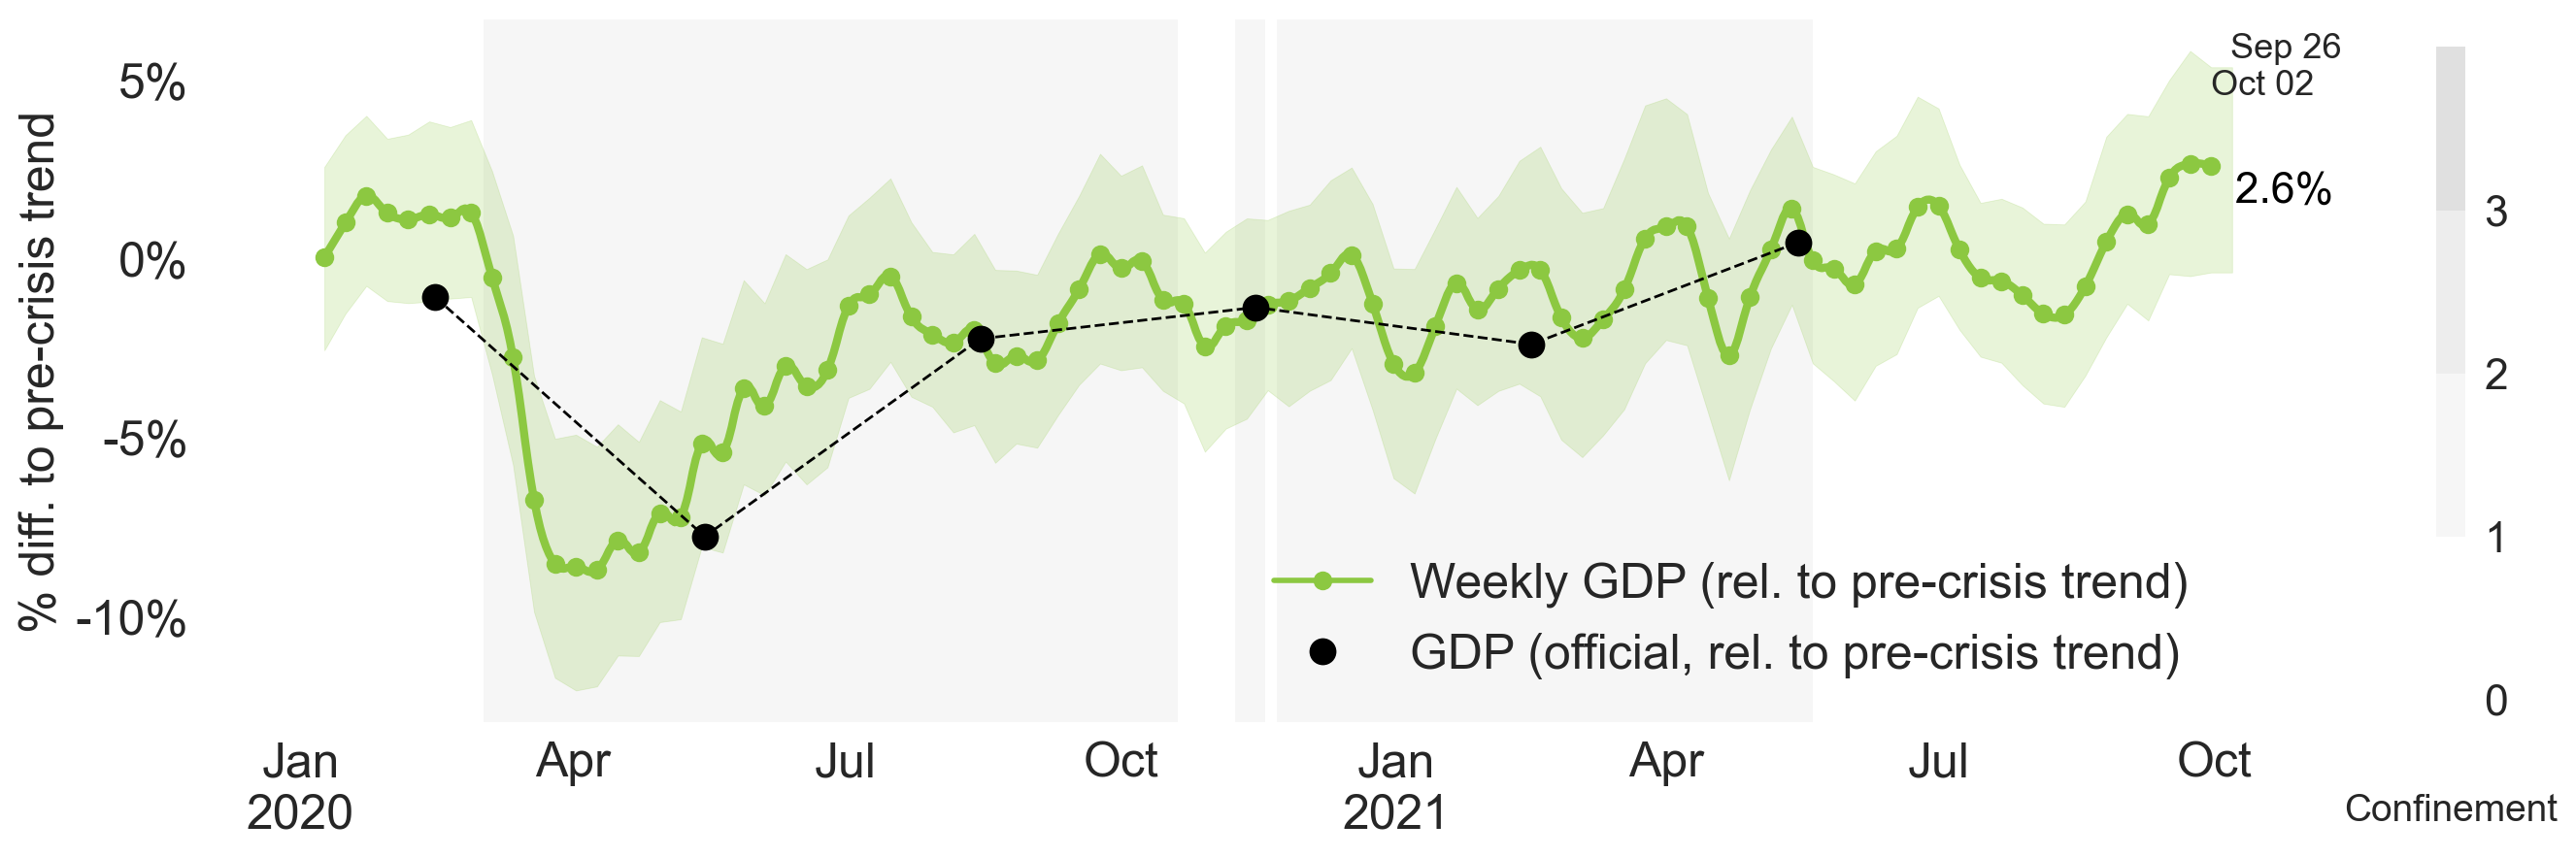 % diff. to pre-crisis trend
5%
0%
-5%
-10%
Sep 26
Oct 02
2.6%
Weekly GDP (rel. to pre-crisis trend)
GDP (official, rel. to pre-crisis trend)
Jan
2020
Apr
Jul
Oct
Jan
2021
Apr
Jul
Oct
3
2
1
0
Confinement